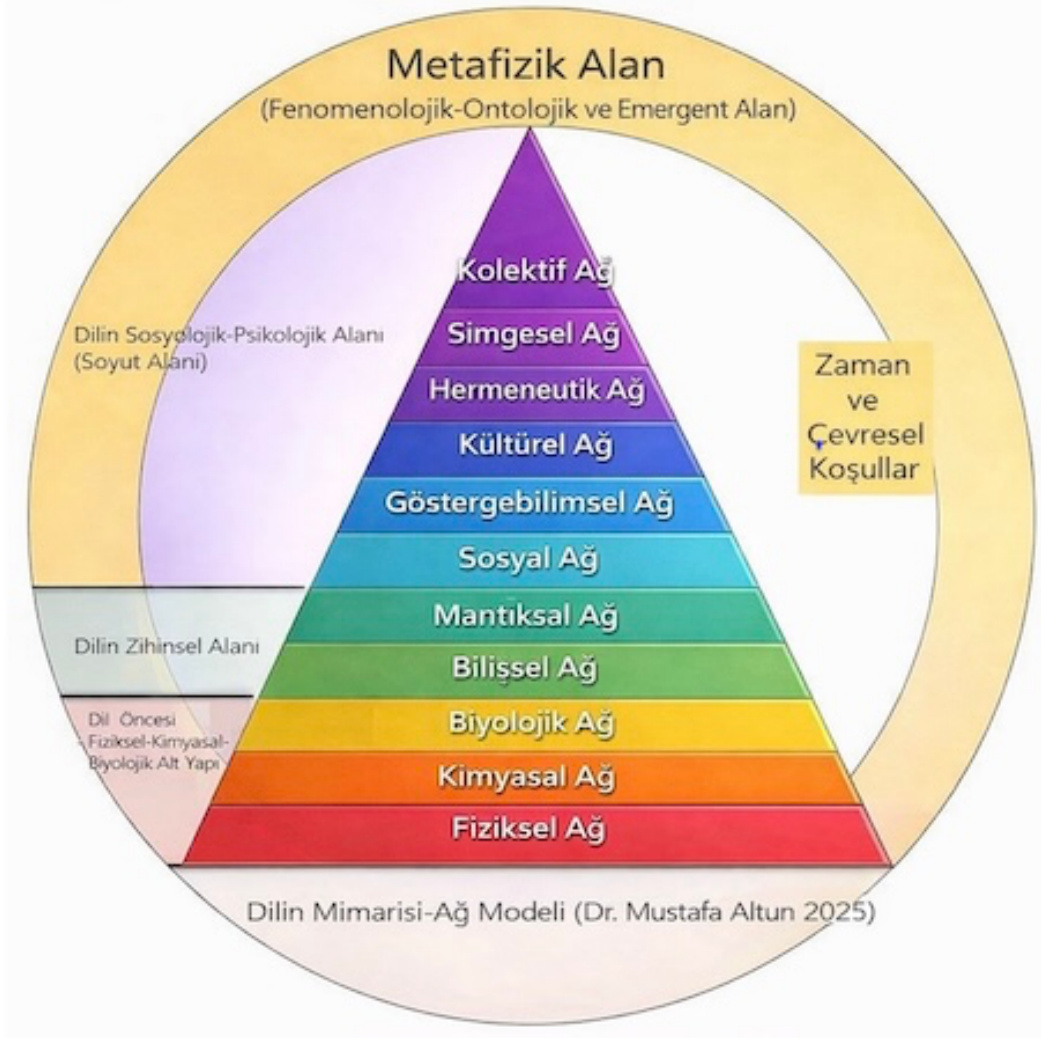 Metafizik Alan
(Fenomenolojik-Ontolojik ve Emergent Alan)
Kolektif Ağ
Dilin Sosyolojik-Psikolojik Alani
(Soyut Alani)
Simgesel Ağ
Hermeneutik Ağ
Kültürel Ağ
Göstergebilimsel Ağ
Sosyal Ağ
Zaman
ve
Çevresel
Koşullar
Mantıksal Ağ
Dilin Zihinsel Alanı
Bilişsel Ağ
Dil Öncesi
- Fiziksel-Kimyasal-
Biyolojik Alt Yapı
Biyolojik Ağ
Kimyasal Ağ
Fiziksel Ağ
Dilin Mimarisi-Ağ Modeli (Dr. Mustafa Altun 2025)